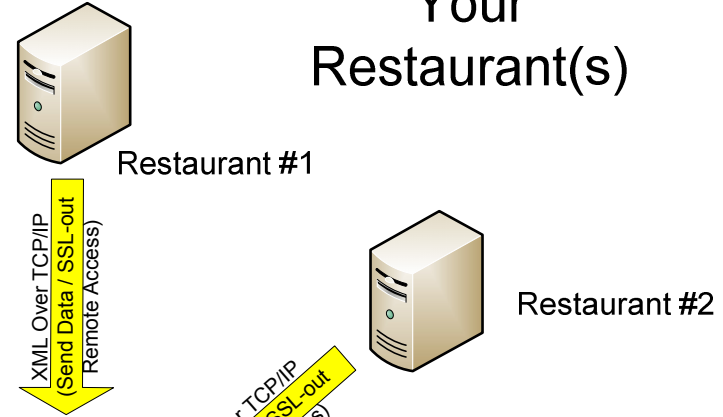 Your
Restaurant(s)
Restaurant #1
XML Over TCP/IP
(Send Data / SSL-out
Remote Access)
Restaurant #2
TCP/IP
SSL-out